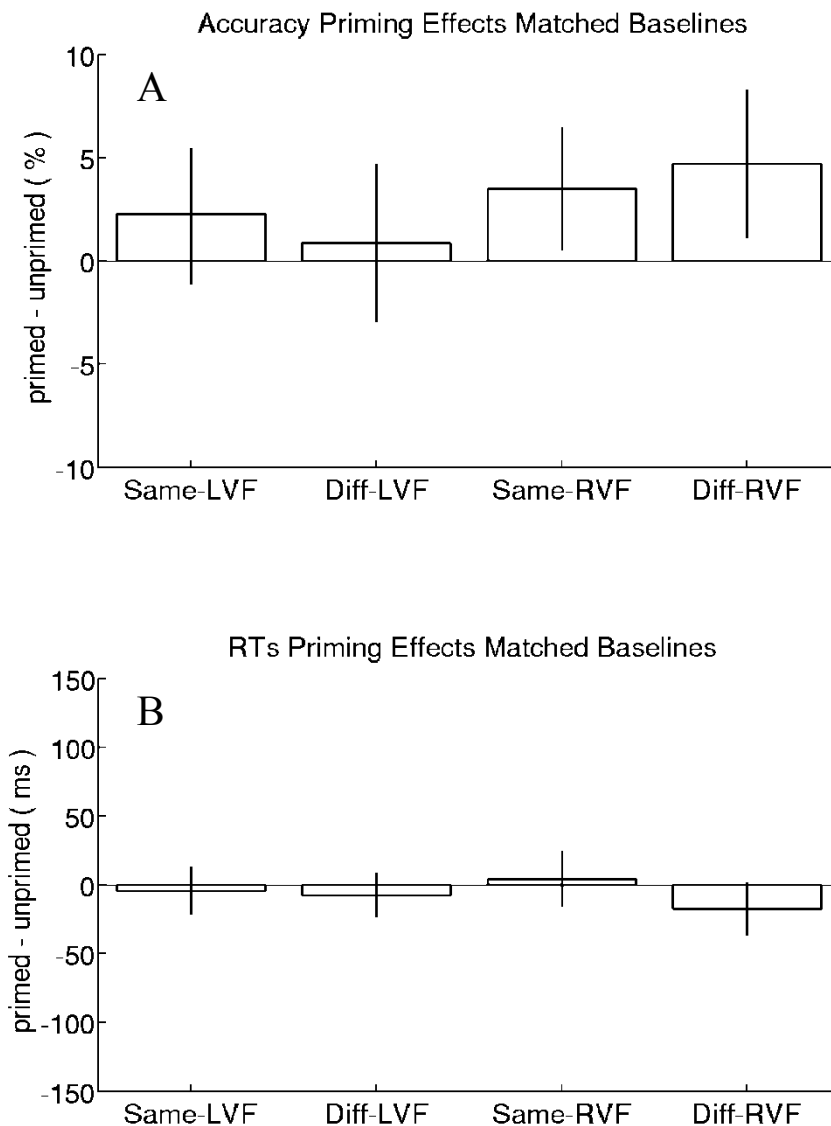 Accuracy Priming Effects Matched Baselines
A
primed - unprimed ( % )
10
5
0
-5
-10
Same-LVF Diff-LVF Same-RVF Diff-RVF
RTs Priming Effects Matched Baselines
B
primed - unprimed ( ms )
150
100
50
0
-50
-100
-150
Same-LVF Diff-LVF Same-RVF Diff-RVF